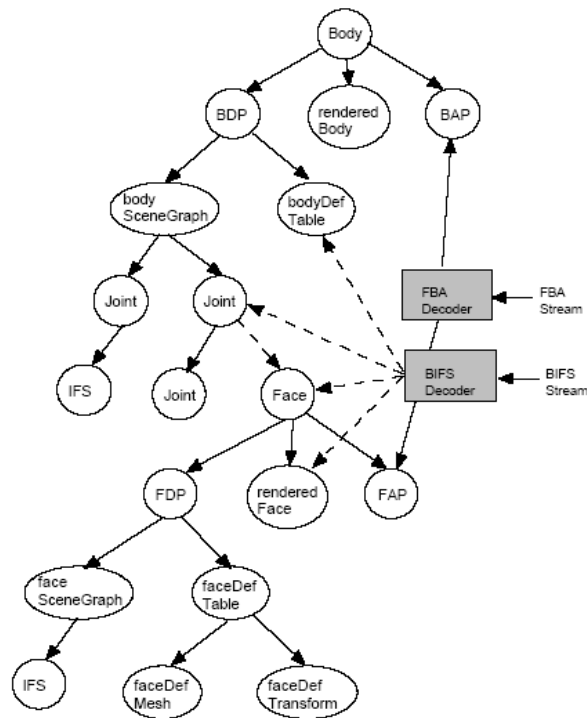 Body
BDP
rendered
Body
BAP
body
SceneGraph
bodyDef
Table
Joint
Joint
FBA
Decoder
FBA
Stream
IFS
Joint
Face
BIFS
Decoder
BIFS
Stream
FDP
rendered
Face
FAP
face
SceneGraph
faceDef
Table
IFS
faceDef
Mesh
faceDef
Transform